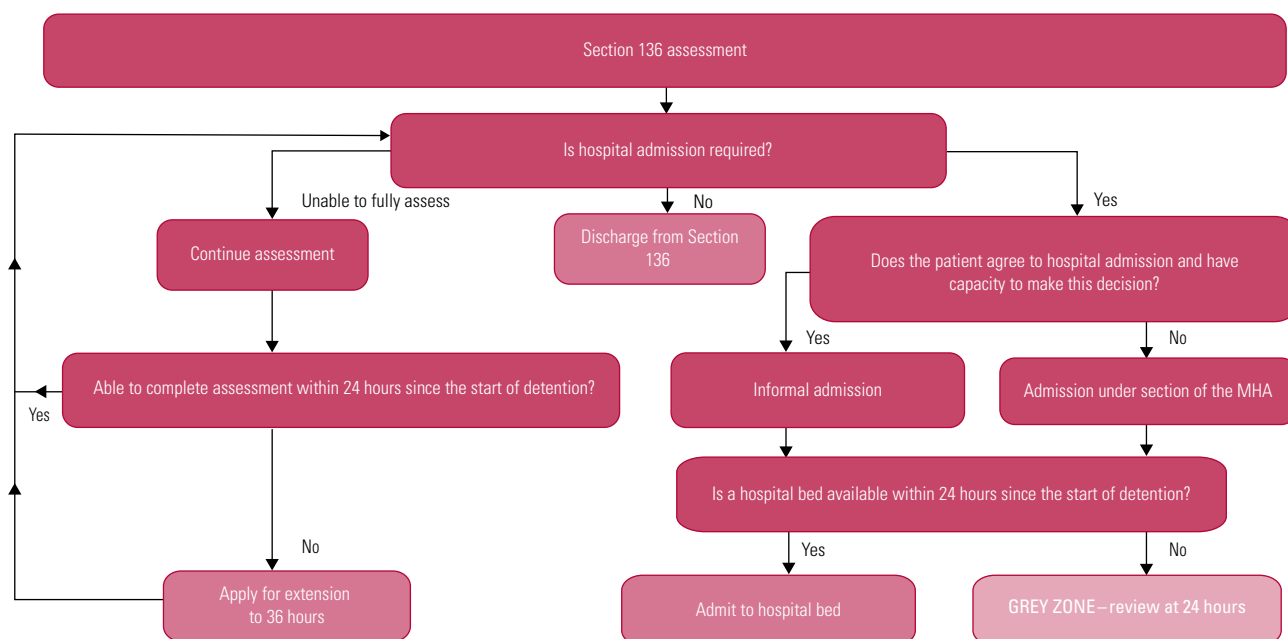 Section 136 assessment
Is hospital admission required?
Unable to fully assess
No
Yes
Continue assessment
Discharge from Section
136
Does the patient agree to hospital admission and have
capacity to make this decision?
Yes
No
Able to complete assessment within 24 hours since the start of detention?
Yes
Informal admission
Admission under section of the MHA
Is a hospital bed available within 24 hours since the start of detention?
No
Yes
No
Apply for extension
to 36 hours
Admit to hospital bed
GREY ZONE – review at 24 hours